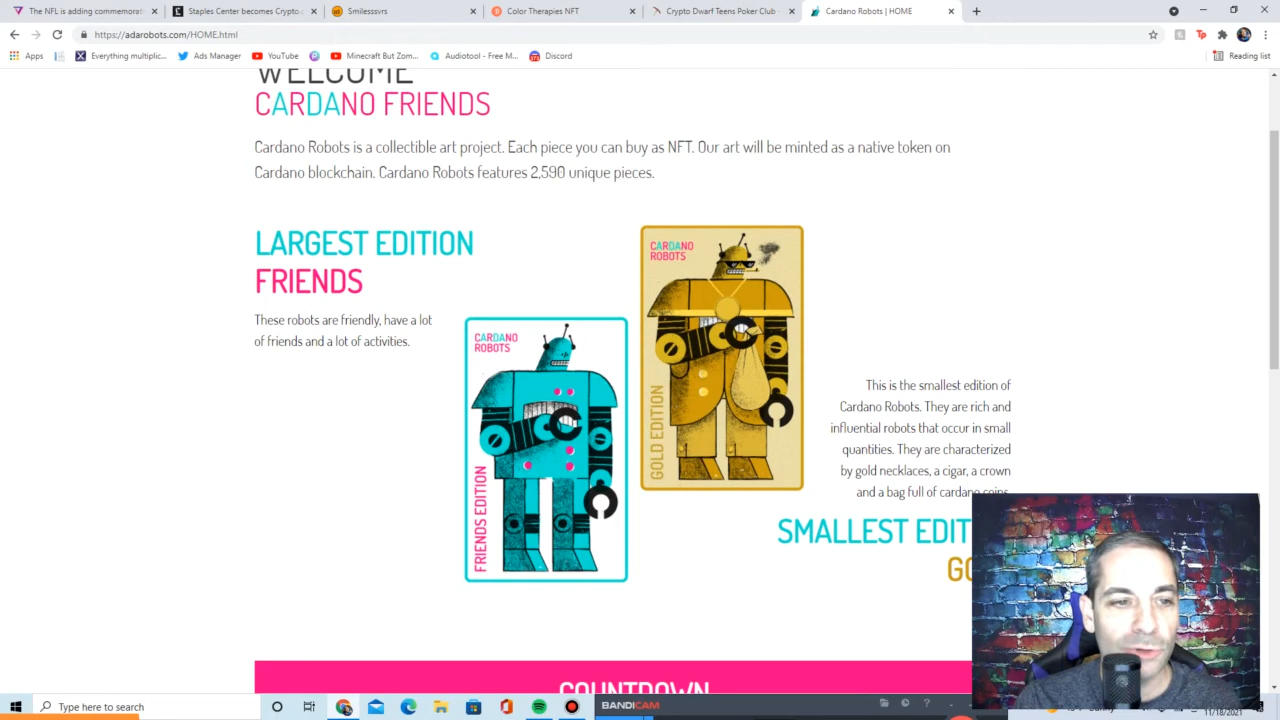 The NFL is adding commemorat
Staples Center becomes Crypto.
Smilesssvrs
Color Therapies NFT
Crypto Dwarf Teens Poker Club -
Cardano Robots | HOME
https://adarobots.com/HOME.html
Apps
Everything multiplic...
Ads Manager
YouTube
Minecraft But Zom...
Audiotool - Free M...
Discord
Reading list
WELCOME
CARDANO FRIENDS
Cardano Robots is a collectible art project. Each piece you can buy as NFT. Our art will be minted as a native token on
Cardano blockchain. Cardano Robots features 2,590 unique pieces.
LARGEST EDITION
FRIENDS
These robots are friendly, have a lot
of friends and a lot of activities.
CARDANO
ROBOTS
FRIENDS EDITION
CARDANO
ROBOTS
GOLD EDITION
This is the smallest edition of
Cardano Robots. They are rich and
influential robots that occur in small
quantities. They are characterized
by gold necklaces, a cigar, a crown
and a bag full of cardano coins.
SMALLEST EDIT
GO
COUNTDOWN
Type here to search
BANDICAM
11/18/2021